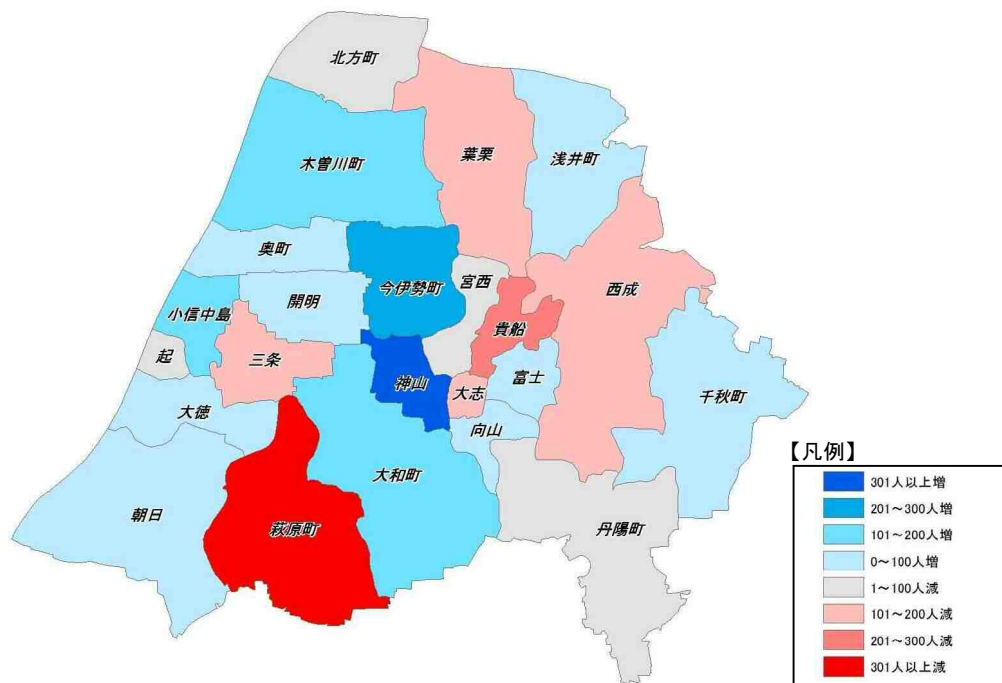 北方町
木曽川町
葉栗
浅井町
奥町
今伊勢町
宮西
西成
小信中島
開明
貴船
起
三条
神山
大志
富士
千秋町
大徳
向山
大和町
朝日
萩原町
丹陽町
【凡例】
301人以上増
201～300人増
101～200人増
0～100人増
1～100人減
101～200人減
201～300人減
301人以上減